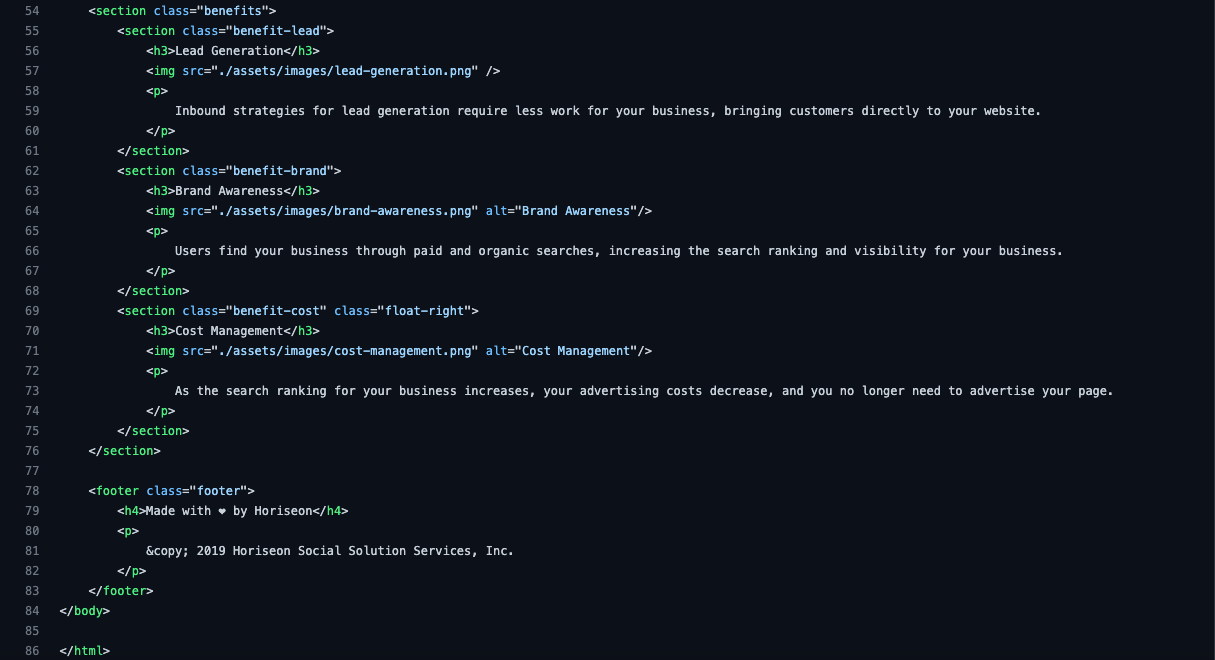 54    <section class="benefits">
55        <section class="benefit-lead">
56            <h3>Lead Generation</h3>
57            <img src="./assets/images/lead-generation.png" />
58            <p>
59                Inbound strategies for lead generation require less work for your business, bringing customers directly to your website.
60            </p>
61        </section>
62        <section class="benefit-brand">
63            <h3>Brand Awareness</h3>
64            <img src="./assets/images/brand-awareness.png" alt="Brand Awareness"/>
65            <p>
66                Users find your business through paid and organic searches, increasing the search ranking and visibility for your business.
67            </p>
68        </section>
69        <section class="benefit-cost" class="float-right">
70            <h3>Cost Management</h3>
71            <img src="./assets/images/cost-management.png" alt="Cost Management"/>
72            <p>
73                As the search ranking for your business increases, your advertising costs decrease, and you no longer need to advertise your page.
74            </p>
75        </section>
76    </section>
77
78    <footer class="footer">
79        <h4>Made with ❤ by Horiseon</h4>
80        <p>
81            &copy; 2019 Horiseon Social Solution Services, Inc.
82        </p>
83    </footer>
84</body>
85
86</html>